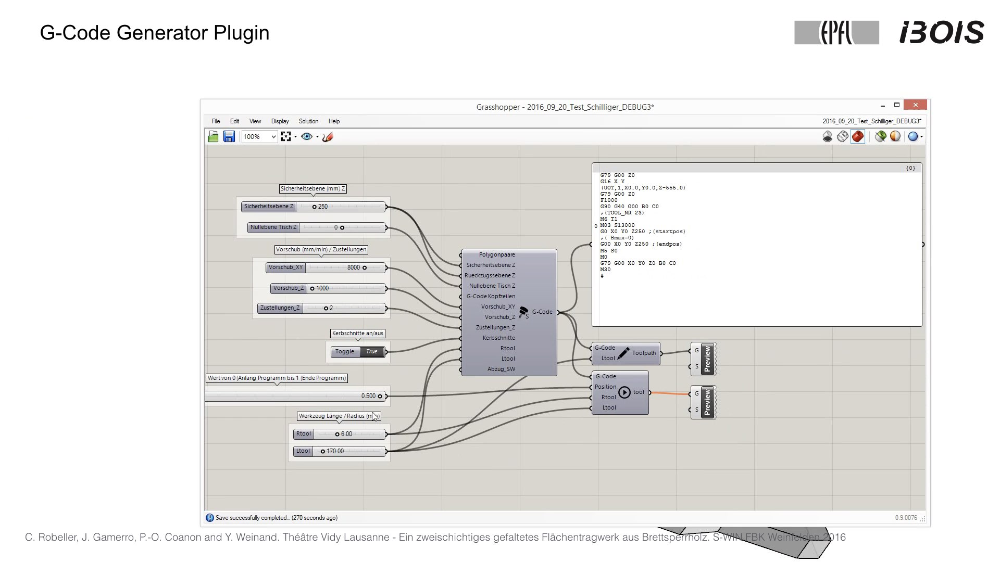 G-Code Generator Plugin
EPFL iBOIS
Grasshopper - 2016_09_20_Test_Schilliger_DEBUG3*
File Edit View Display Solution Help
2016_09_20_Test_Schilliger_DEBUG3*
100%
Sicherheitsebene (mm) Z
Sicherheitsebene Z 250
Nullebene Tisch Z 0
Vorschub (mm/min) / Zustellungen
Vorschub_XY 8000
Vorschub_Z 1000
Zustellungen_Z 2
Kerbschnitte an/aus
Toggle True
Wert von 0 (Anfang Programm bis 1 (Ende Programm)
0.500
Werkzeug Länge / Radius
Rtool 6.00
Ltool 170.00
Polygonpaare
Sicherheitsebene Z
Rueckzugssebene Z
Nullebene Tisch Z
G-Code Kopfzeilen
Vorschub_XY
Vorschub_Z
Zustellungen_Z
Kerbschnitte
Rtool
Ltool
Abzug_SW
S
G-Code
{0}
0
G79 G00 Z0
G16 X Y
(UOT,1,X0.0,Y0.0,Z-555.0)
G79 G00 Z0
F1000
G90 G40 G00 B0 C0
;(TOOL_NR 23)
M6 T1
M03 S13000
G0 X0 Y0 Z250 ;(startpos)
;( Bmax=0)
G00 X0 Y0 Z250 ;(endpos)
M5 S0
M0
G79 G00 X0 Y0 Z0 B0 C0
M30
#
G-Code
Ltool
Toolpath
G
S
Preview
G-Code
Position
Rtool
Ltool
tool
G
S
Preview
Save successfully completed... (270 seconds ago)
0.9.0076
C. Robeller, J. Gamerro, P.-O. Coanon and Y. Weinand. Théâtre Vidy Lausanne - Ein zweischichtiges gefaltetes Flächentragwerk aus Brettsperrholz. S-WIN FBK Weinfelden 2016